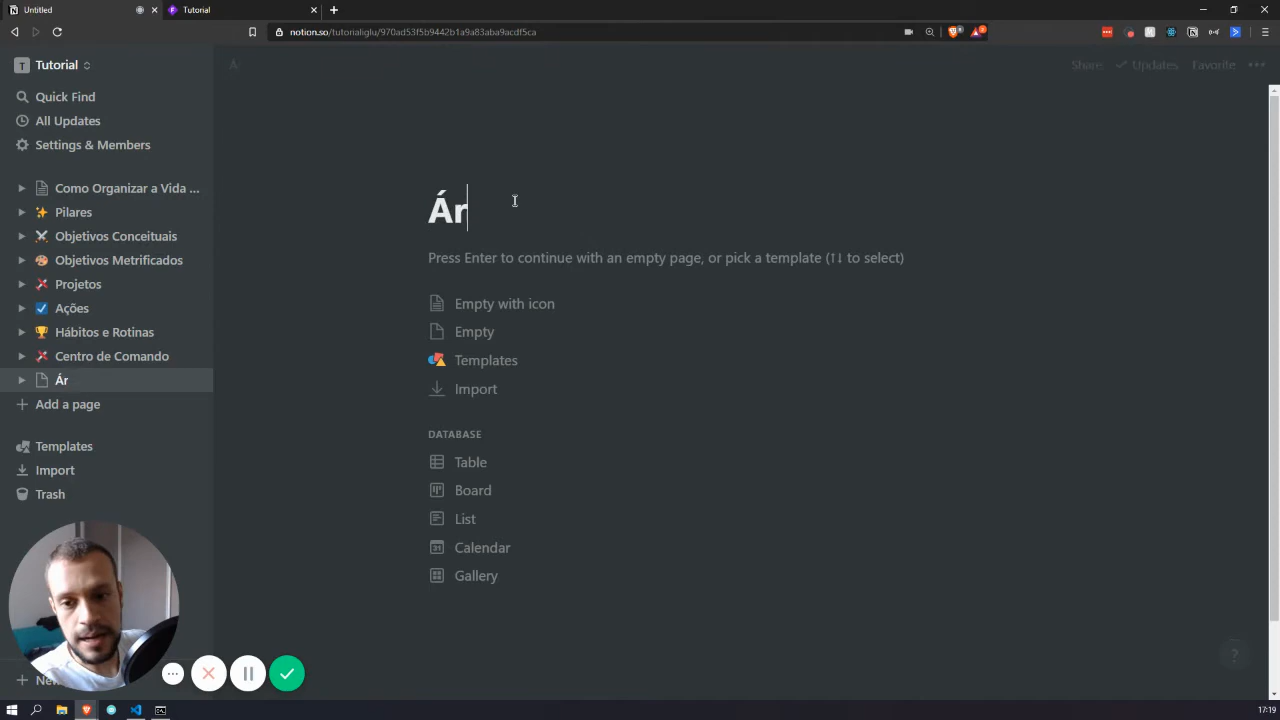 Untitled
Tutorial
notion.so/tutorialiglu/970ad53f5b9442b1a9a83aba9acdf5ca
T Tutorial
Á
Share
Updates
Favorite
Quick Find
All Updates
Settings & Members
Como Organizar a Vida ...
Pilares
Objetivos Conceituais
Objetivos Metrificados
Projetos
Ações
Hábitos e Rotinas
Centro de Comando
Ár
Add a page
Templates
Import
Trash
Ár
Press Enter to continue with an empty page, or pick a template (↑↓ to select)
Empty with icon
Empty
Templates
Import
DATABASE
Table
Board
List
31 Calendar
Gallery
?
17:19